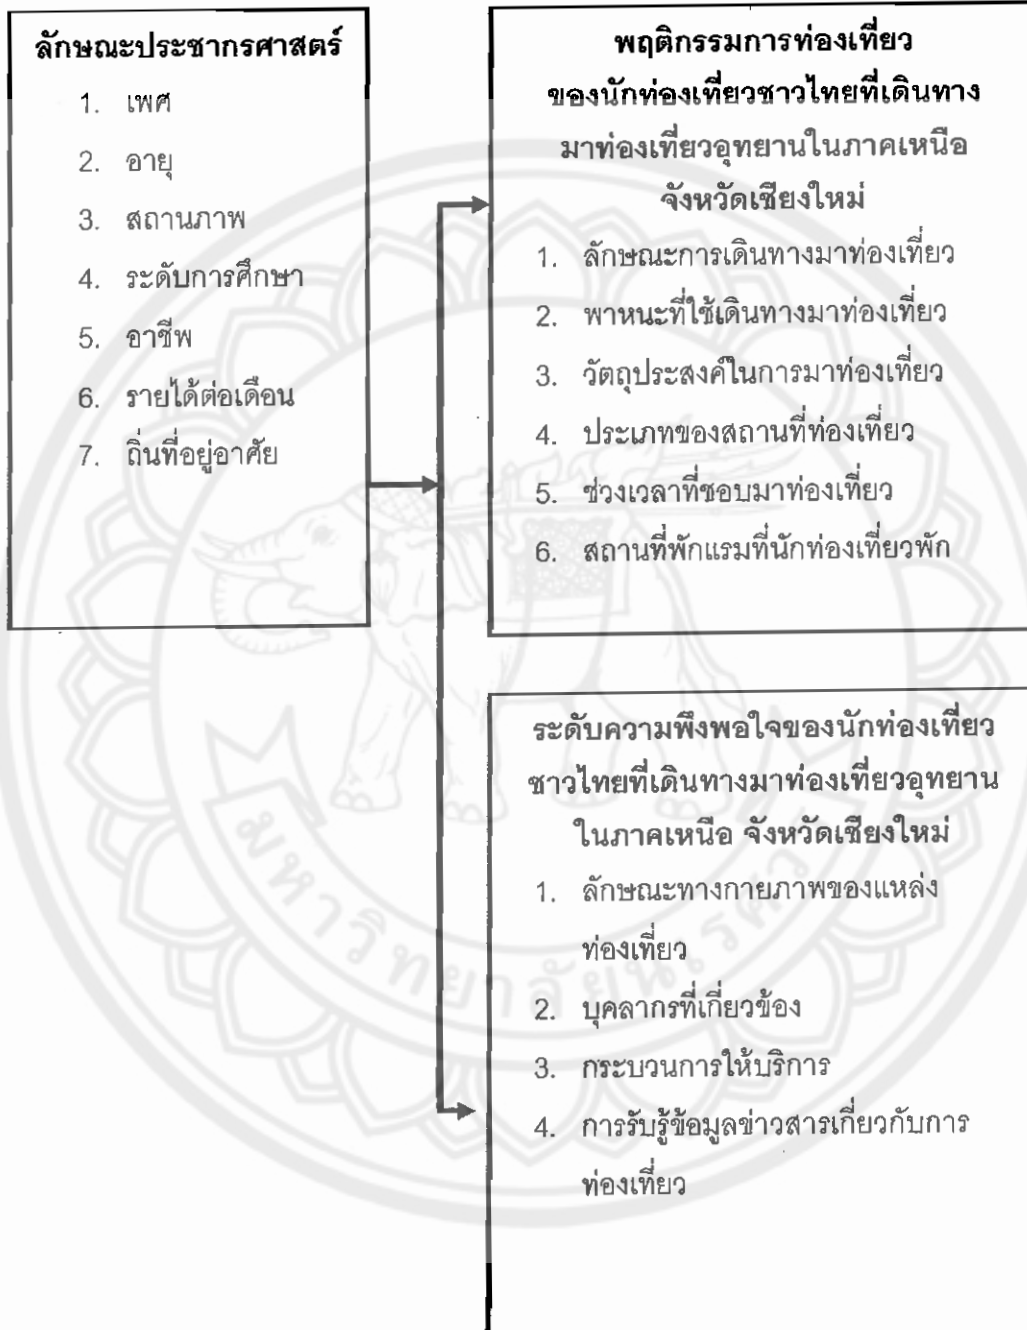 ลักษณะประชากรศาสตร์
1. เพศ
2. อายุ
3. สถานภาพ
4. ระดับการศึกษา
5. อาชีพ
6. รายได้ต่อเดือน
7. ถิ่นที่อยู่อาศัย
พฤติกรรมการท่องเที่ยว
ของนักท่องเที่ยวชาวไทยที่เดินทาง
มาท่องเที่ยวอุทยานในภาคเหนือ
จังหวัดเชียงใหม่
1. ลักษณะการเดินทางมาท่องเที่ยว
2. พาหนะที่ใช้เดินทางมาท่องเที่ยว
3. วัตถุประสงค์ในการมาท่องเที่ยว
4. ประเภทของสถานที่ท่องเที่ยว
5. ช่วงเวลาที่ชอบมาท่องเที่ยว
6. สถานที่พักแรมที่นักท่องเที่ยวพัก
ระดับความพึงพอใจของนักท่องเที่ยว
ชาวไทยที่เดินทางมาท่องเที่ยวอุทยาน
ในภาคเหนือ จังหวัดเชียงใหม่
1. ลักษณะทางกายภาพของแหล่ง
ท่องเที่ยว
2. บุคลากรที่เกี่ยวข้อง
3. กระบวนการให้บริการ
4. การรับรู้ข้อมูลข่าวสารเกี่ยวกับการ
ท่องเที่ยว
มหาวิทยาลัยนเรศวร